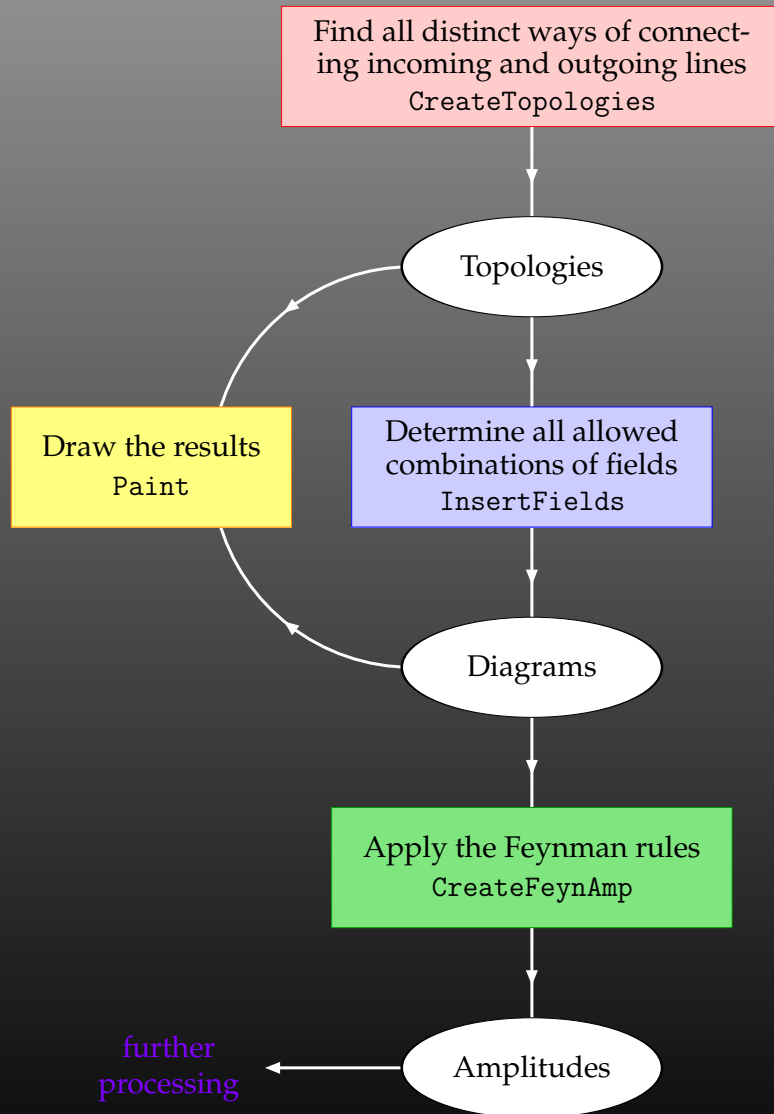 Find all distinct ways of connect-
ing incoming and outgoing lines
CreateTopologies
Topologies
Draw the results
Paint
Determine all allowed
combinations of fields
InsertFields
Diagrams
Apply the Feynman rules
CreateFeynAmp
further
processing
Amplitudes